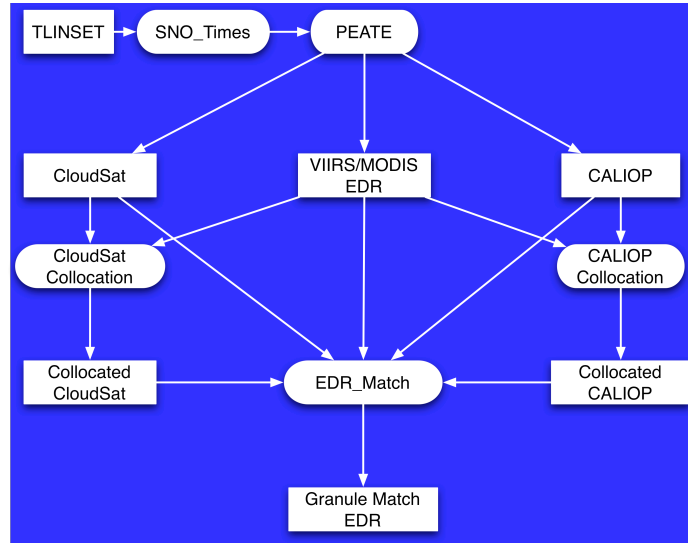 TLINSET
SNO_Times
PEATE
CloudSat
VIIRS/MODIS
EDR
CALIOP
CloudSat
Collocation
CALIOP
Collocation
Collocated
CloudSat
EDR_Match
Collocated
CALIOP
Granule Match
EDR